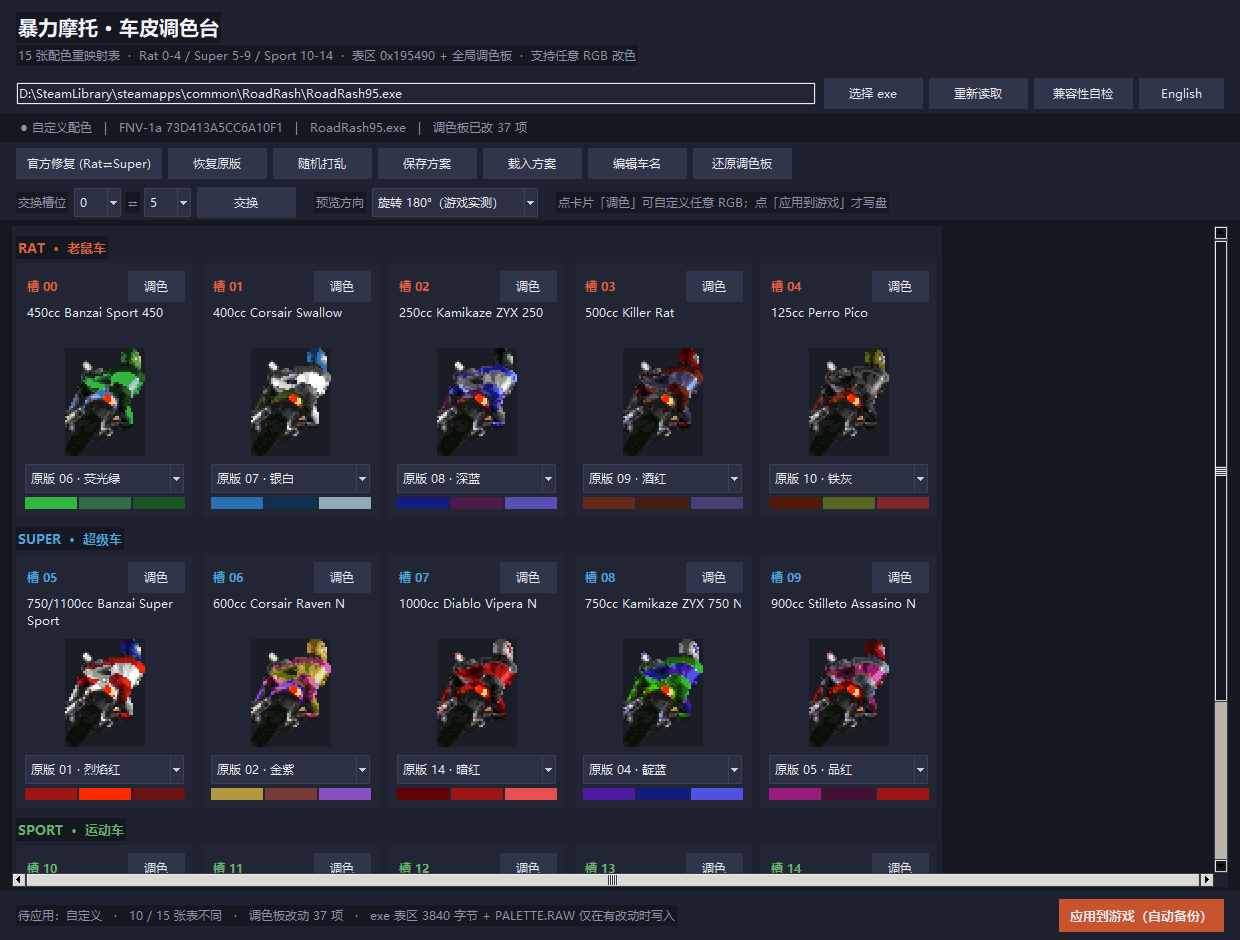 暴力摩托 · 车皮调色台
15 张配色重映射表 · Rat 0-4 / Super 5-9 / Sport 10-14 · 表区 0x195490 + 全局调色板 · 支持任意 RGB 改色
D:\SteamLibrary\steamapps\common\RoadRash\RoadRash95.exe 选择 exe 重新读取 兼容性自检 English
● 自定义配色 | FNV-1a 73D413A5CC6A10F1 | RoadRash95.exe | 调色板已改 37 项
官方修复 (Rat⇌Super) 恢复原版 随机打乱 保存方案 载入方案 编辑车名 还原调色板
交换槽位 0 ⇌ 5 交换 预览方向 旋转 180°（游戏实测） 点卡片「调色」可自定义任意 RGB；点「应用到游戏」才写盘
RAT · 老鼠车
槽 00 调色 槽 01 调色 槽 02 调色 槽 03 调色 槽 04 调色
450cc Banzai Sport 450 400cc Corsair Swallow 250cc Kamikaze ZYX 250 500cc Killer Rat 125cc Perro Pico
原版 06 · 荧光绿 原版 07 · 银白 原版 08 · 深蓝 原版 09 · 酒红 原版 10 · 铁灰
SUPER · 超级车
槽 05 调色 槽 06 调色 槽 07 调色 槽 08 调色 槽 09 调色
750/1100cc Banzai Super 600cc Corsair Raven N 1000cc Diablo Vipera N 750cc Kamikaze ZYX 750 N 900cc Stilleto Assasino N
Sport
原版 01 · 烈焰红 原版 02 · 金紫 原版 14 · 暗红 原版 04 · 靛蓝 原版 05 · 品红
SPORT · 运动车
槽 10 调色 槽 11 调色 槽 12 调色 槽 13 调色 槽 14 调色
待应用：自定义 · 10 / 15 张表不同 · 调色板改动 37 项 · exe 表区 3840 字节 + PALETTE.RAW 仅在有改动时写入 应用到游戏（自动备份）